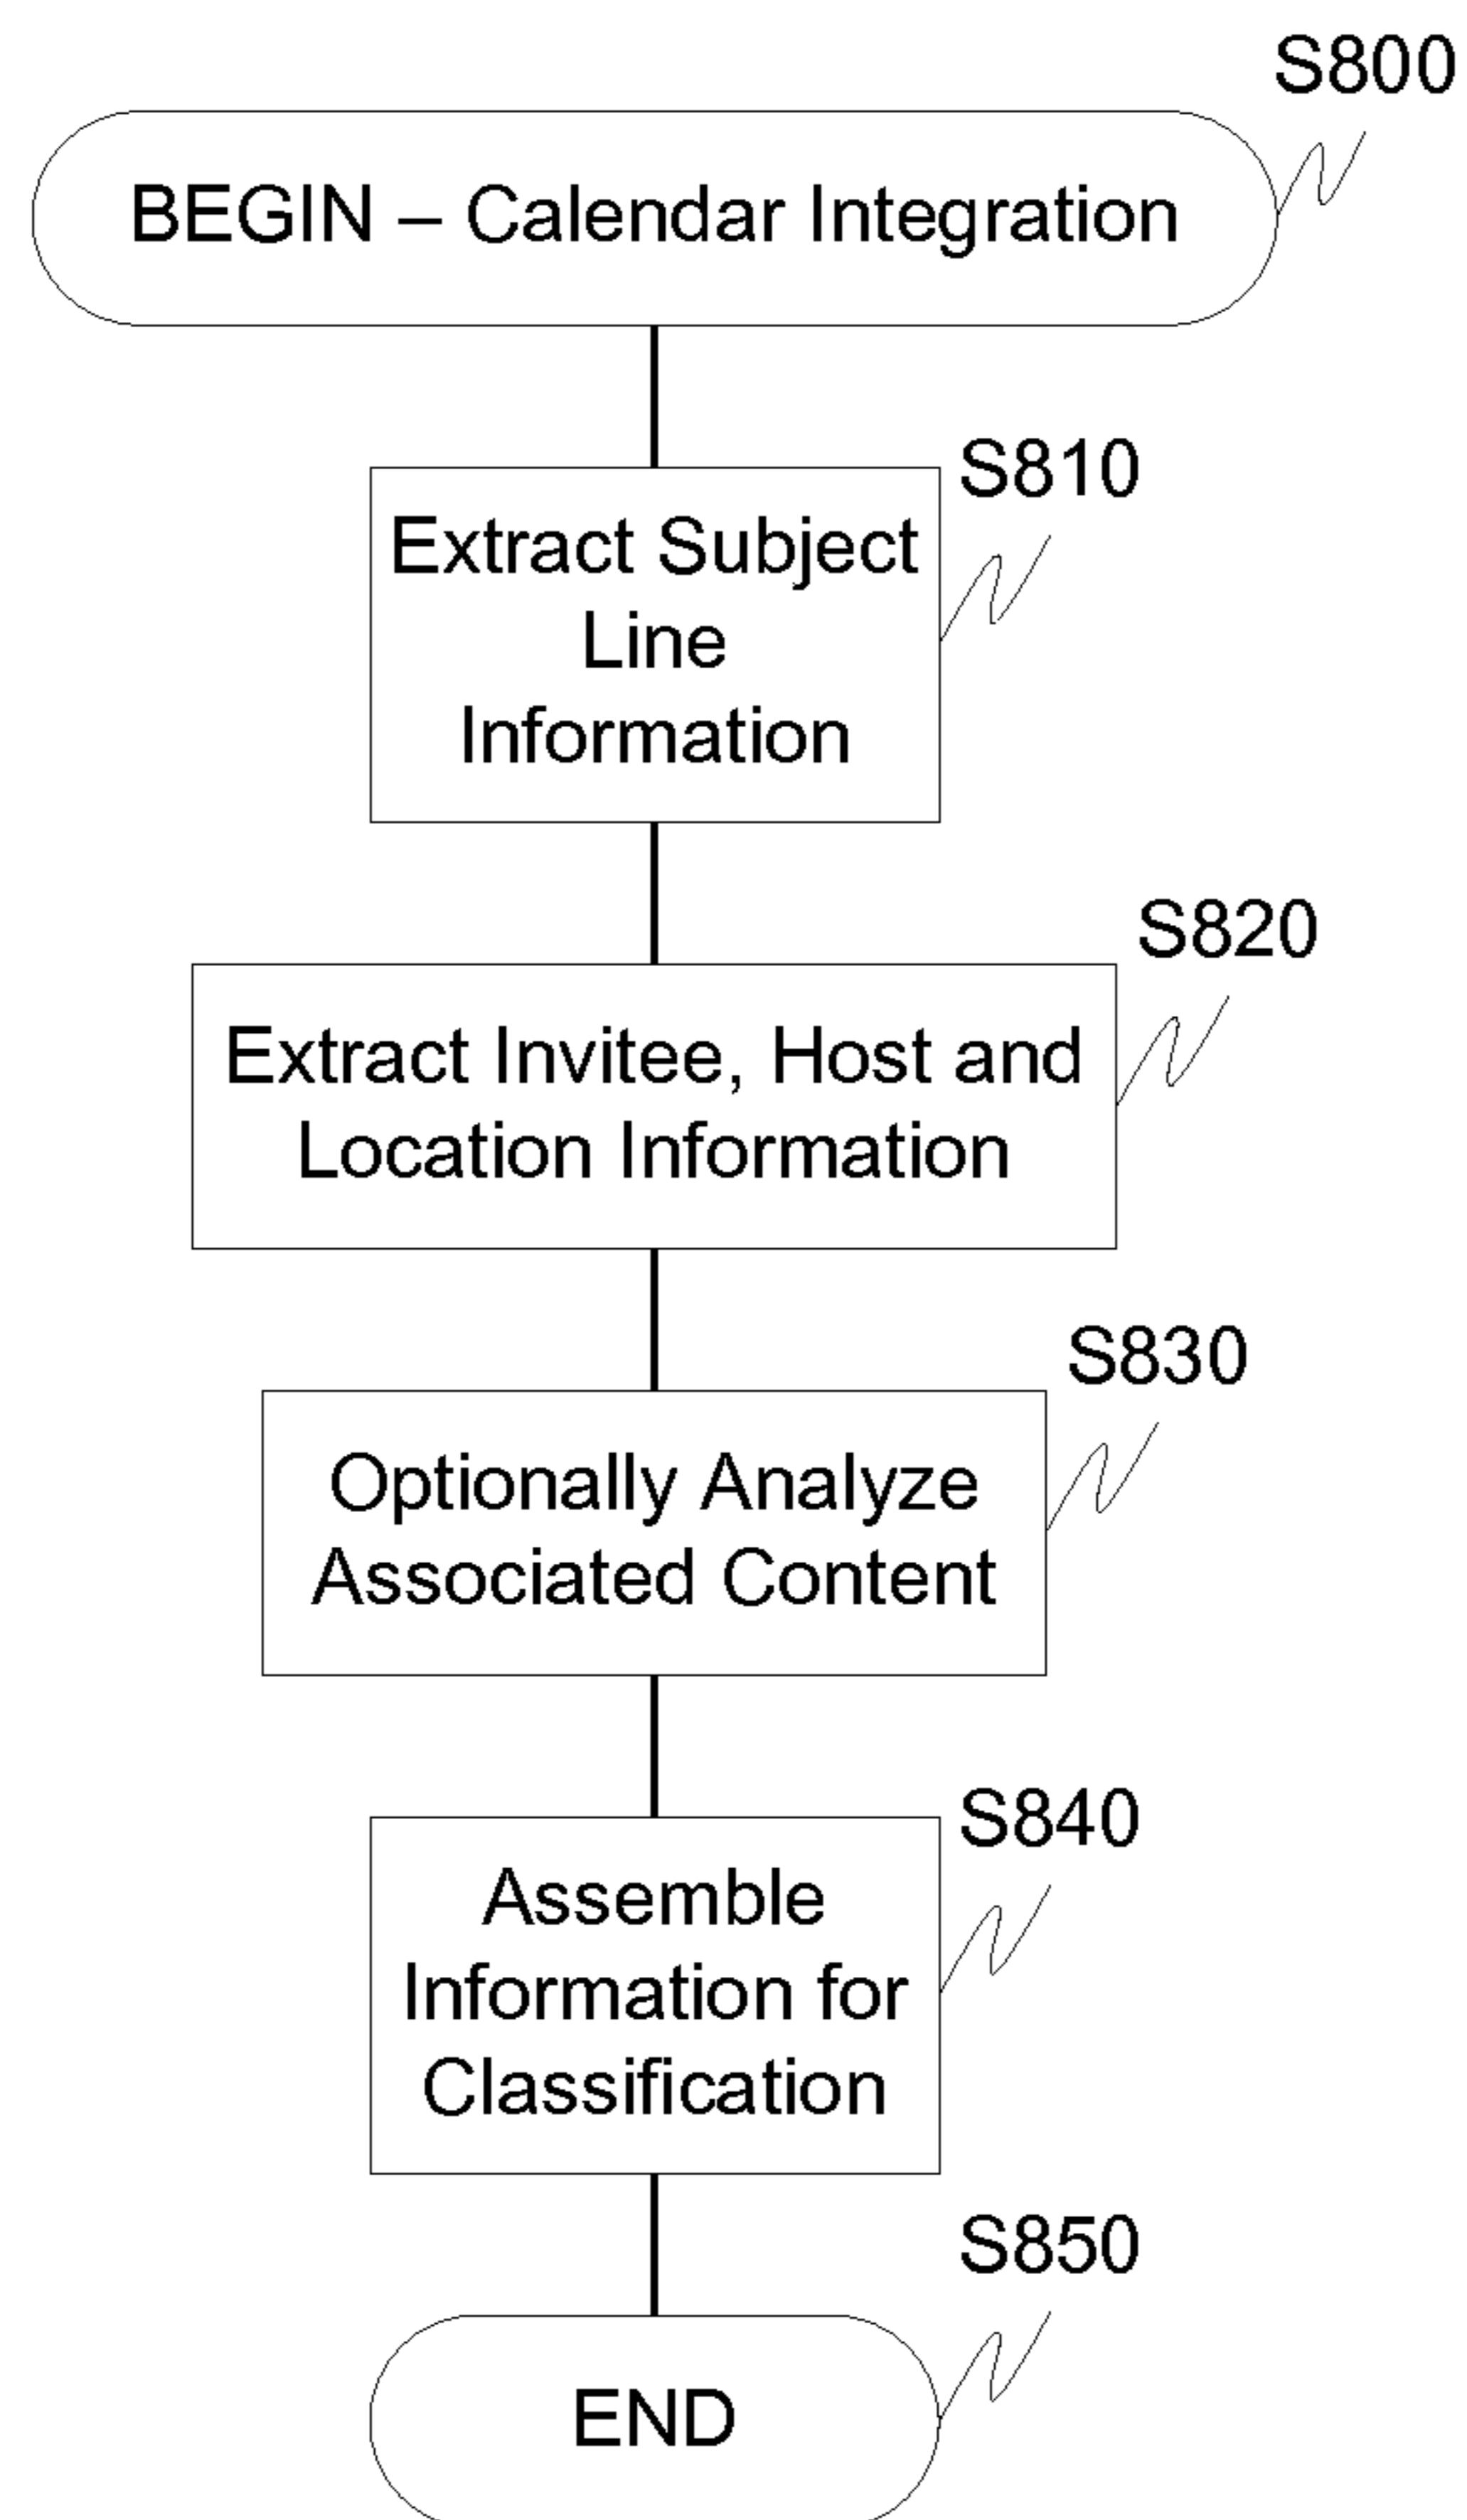 S800
BEGIN – Calendar Integration
S810
Extract Subject
Line
Information
S820
Extract Invitee, Host and
Location Information
S830
Optionally Analyze
Associated Content
S840
Assemble
Information for
Classification
S850
END